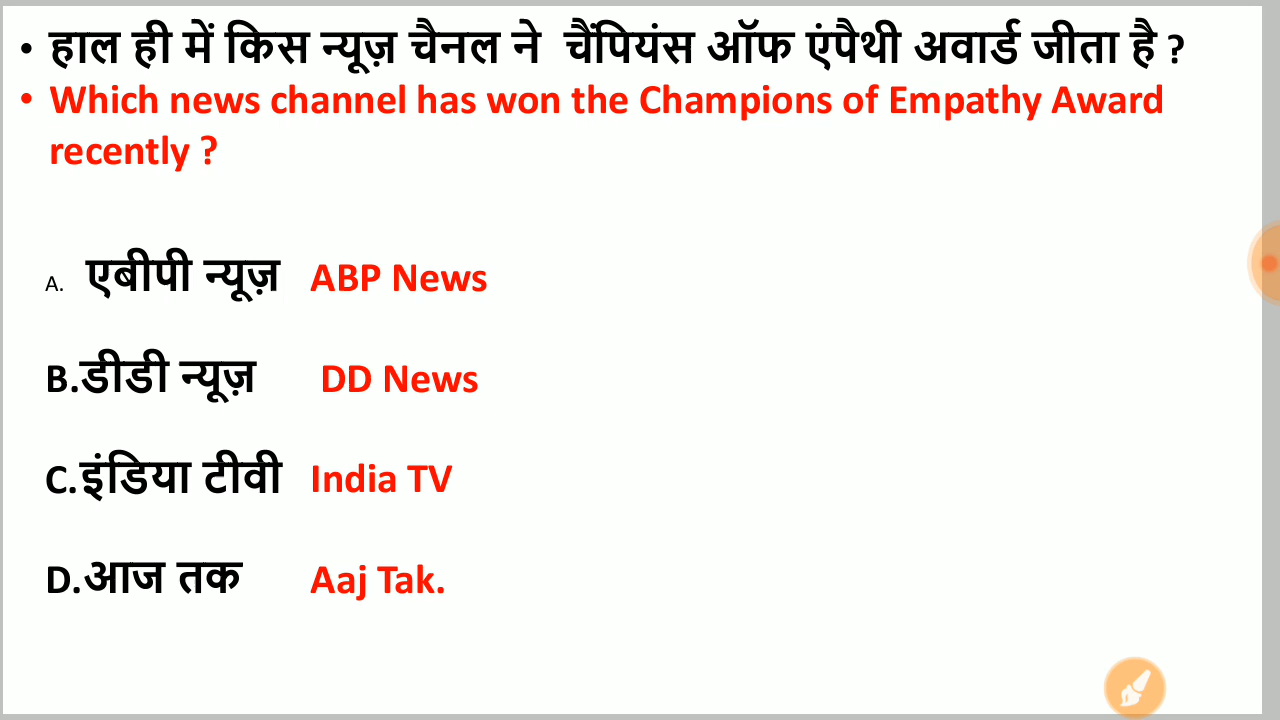 • हाल ही में किस न्यूज़ चैनल ने चैंपियंस ऑफ एंपैथी अवार्ड जीता है ?
• Which news channel has won the Champions of Empathy Award
recently ?
A. एबीपी न्यूज़ ABP News
B.डीडी न्यूज़ DD News
C.इंडिया टीवी India TV
D.आज तक Aaj Tak.